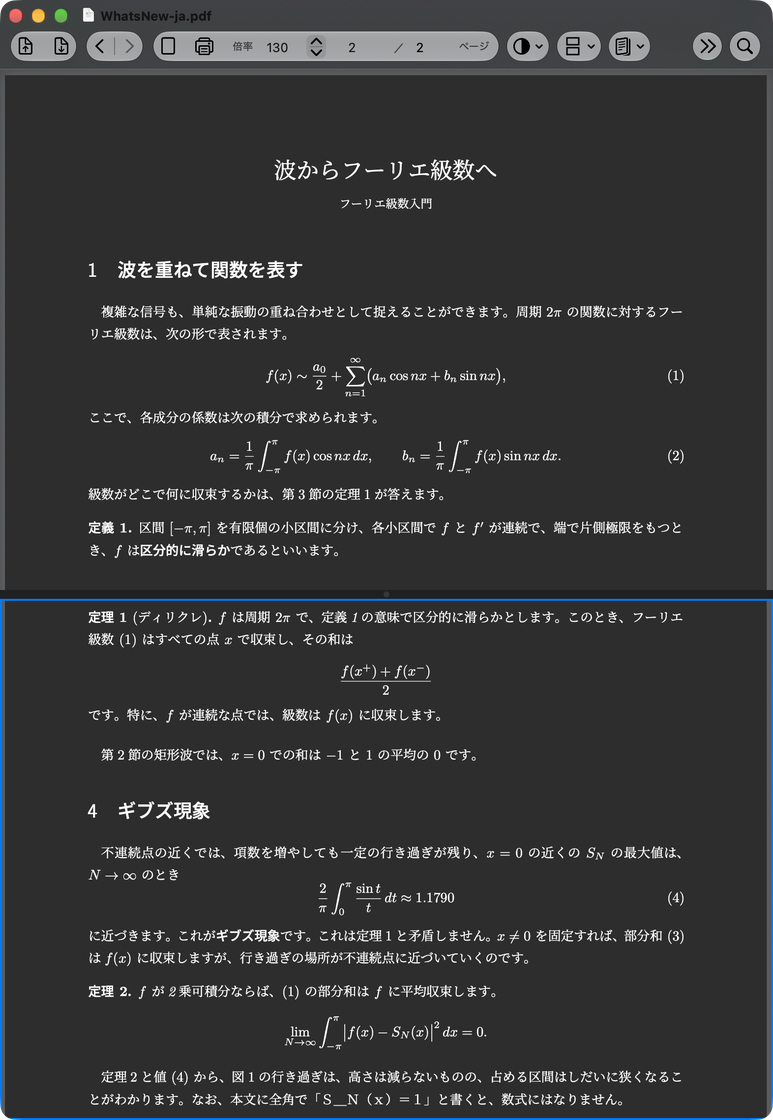 WhatsNew-ja.pdf
倍率 130 2 / 2 ページ
波からフーリエ級数へ
フーリエ級数入門
1 波を重ねて関数を表す
複雑な信号も、単純な振動の重ね合わせとして捉えることができます。周期 2π の関数に対するフー
リエ級数は、次の形で表されます。
f(x) ∼ a₀/2 + ∑_{n=1}^{∞} (aₙ cos nx + bₙ sin nx), (1)
ここで、各成分の係数は次の積分で求められます。
aₙ = 1/π ∫_{−π}^{π} f(x) cos nx dx, bₙ = 1/π ∫_{−π}^{π} f(x) sin nx dx. (2)
級数がどこで何に収束するかは、第 3 節の定理 1 が答えます。
定義 1. 区間 [−π, π] を有限個の小区間に分け、各小区間で f と f′ が連続で、端で片側極限をもつと
き、f は区分的に滑らかであるといいます。
定理 1 (ディリクレ). f は周期 2π で、定義 1 の意味で区分的に滑らかとします。このとき、フーリエ
級数 (1) はすべての点 x で収束し、その和は
(f(x⁺) + f(x⁻))/2
です。特に、f が連続な点では、級数は f(x) に収束します。
第 2 節の矩形波では、x = 0 での和は −1 と 1 の平均の 0 です。
4 ギブズ現象
不連続点の近くでは、項数を増やしても一定の行き過ぎが残り、x = 0 の近くの S_N の最大値は、
N → ∞ のとき
2/π ∫_{0}^{π} (sin t)/t dt ≈ 1.1790 (4)
に近づきます。これがギブズ現象です。これは定理 1 と矛盾しません。x ≠ 0 を固定すれば、部分和 (3)
は f(x) に収束しますが、行き過ぎの場所が不連続点に近づいていくのです。
定理 2. f が 2 乗可積分ならば、(1) の部分和は f に平均収束します。
lim_{N→∞} ∫_{−π}^{π} |f(x) − S_N(x)|² dx = 0.
定理 2 と値 (4) から、図 1 の行き過ぎは、高さは減らないものの、占める区間はしだいに狭くなるこ
とがわかります。なお、本文に全角で「Ｓ＿Ｎ（ｘ）＝１」と書くと、数式にはなりません。